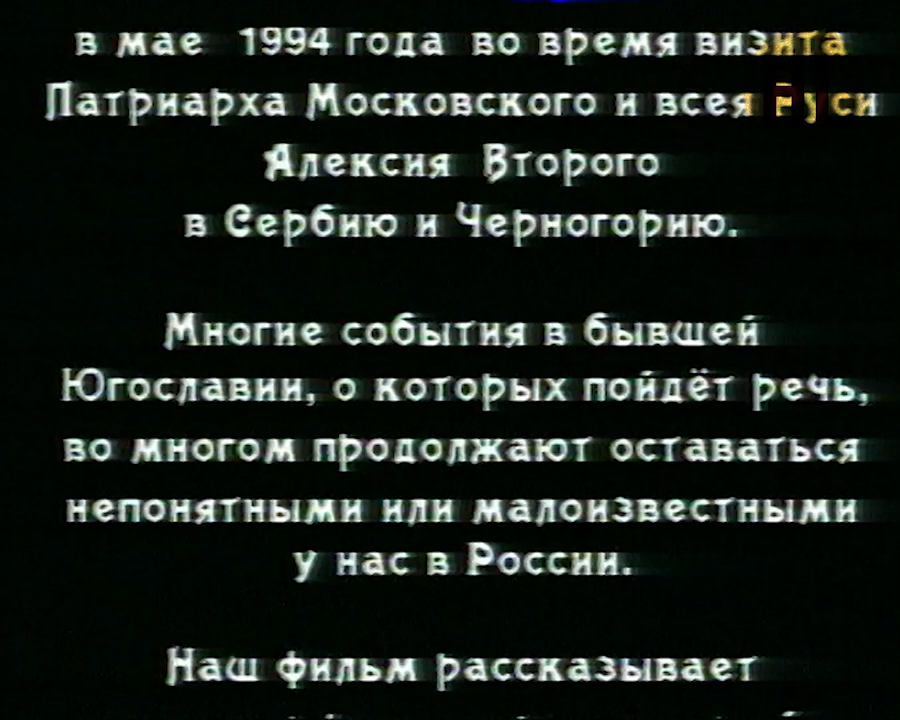 в мае 1994 года во время визита
Патриарха Московского и всея Руси
Алексия Второго
в Сербию и Черногорию.
Многие события в бывшей
Югославии, о которых пойдёт речь,
во многом продолжают оставаться
непонятными или малоизвестными
у нас в России.
Наш фильм рассказывает